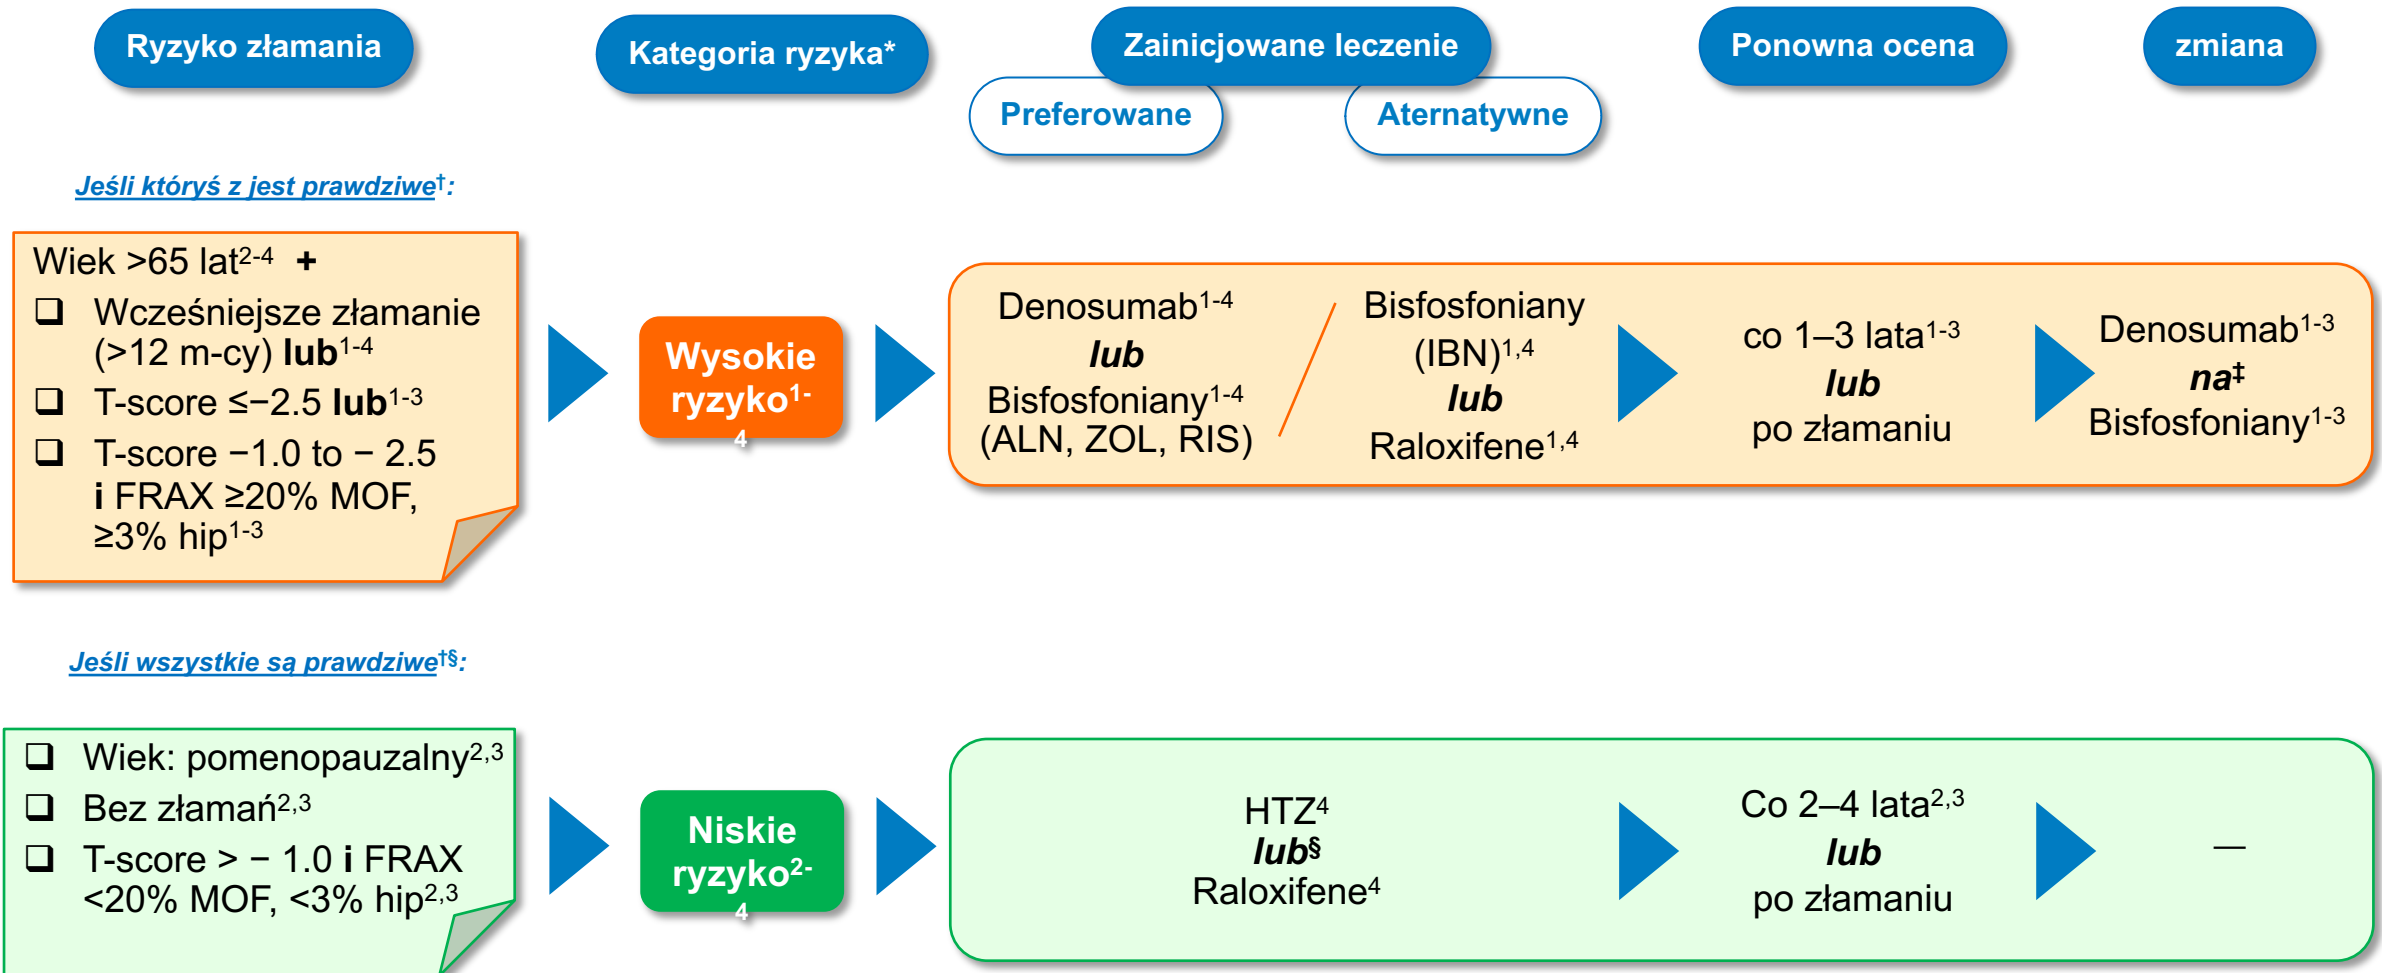 Ryzyko złamania
Kategoria ryzyka*
Zainicjowane leczenie
Ponowna ocena
zmiana
Preferowane
Aternatywne
Jeśli któryś z jest prawdziwe†:
Wiek >65 lat2-4 +
❑ Wcześniejsze złamanie
(>12 m-cy) lub1-4
❑ T-score ≤−2.5 lub1-3
❑ T-score −1.0 to − 2.5
i FRAX ≥20% MOF,
≥3% hip1-3
Wysokie
ryzyko1-
4
Denosumab1-4
lub
Bisfosfoniany1-4
(ALN, ZOL, RIS)
Bisfosfoniany
(IBN)1,4
lub
Raloxifene1,4
co 1–3 lata1-3
lub
po złamaniu
Denosumab1-3
na‡
Bisfosfoniany1-3
Jeśli wszystkie są prawdziwe†§:
❑ Wiek: pomenopauzalny2,3
❑ Bez złamań2,3
❑ T-score > − 1.0 i FRAX
<20% MOF, <3% hip2,3
Niskie
ryzyko2-
4
HTZ4
lub§
Raloxifene4
Co 2–4 lata2,3
lub
po złamaniu
—